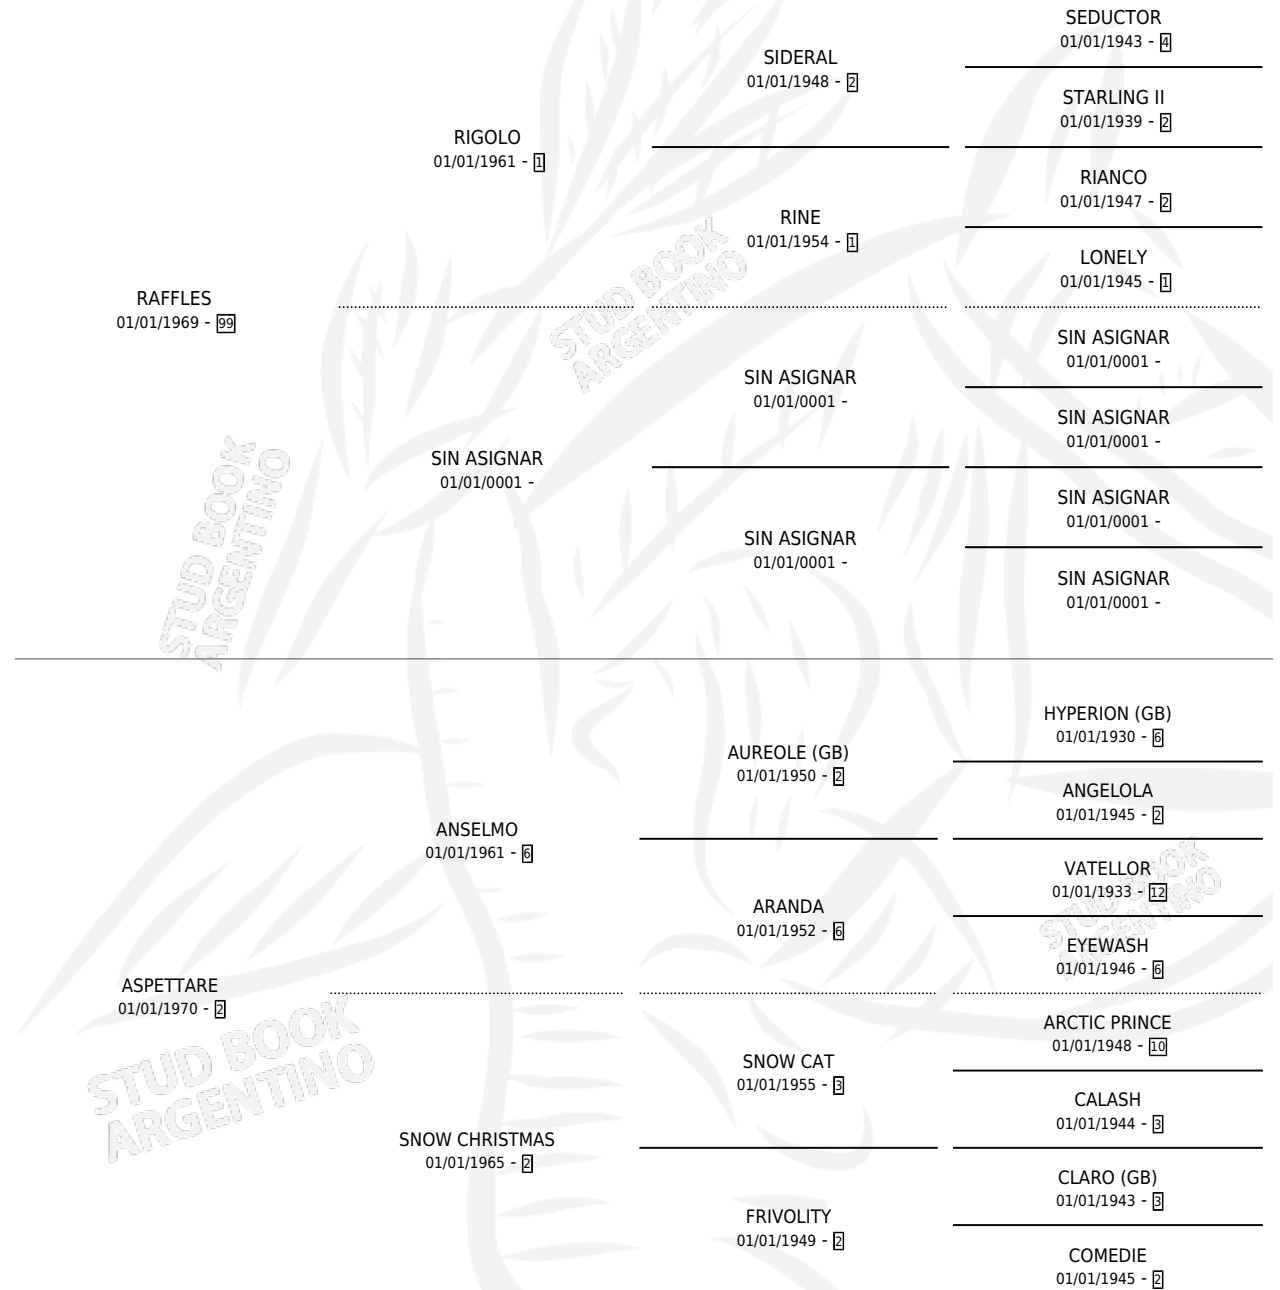 SEDUCTOR
01/01/1943 - 4
SIDERAL
01/01/1948 - 2
STARLING II
01/01/1939 - 2
RIGOLO
01/01/1961 - 1
RIANCO
01/01/1947 - 2
RINE
01/01/1954 - 1
LONELY
01/01/1945 - 1
RAFFLES
01/01/1969 - 99
SIN ASIGNAR
01/01/0001 -
SIN ASIGNAR
01/01/0001 -
SIN ASIGNAR
01/01/0001 -
SIN ASIGNAR
01/01/0001 -
SIN ASIGNAR
01/01/0001 -
SIN ASIGNAR
01/01/0001 -
SIN ASIGNAR
01/01/0001 -
STUD BOOK
ARGENTINO
STUD BOOK
ARGENTINO
HYPERION (GB)
01/01/1930 - 6
AUREOLE (GB)
01/01/1950 - 2
ANGELOLA
01/01/1945 - 2
ANSELMO
01/01/1961 - 6
VATELLOR
01/01/1933 - 12
ARANDA
01/01/1952 - 6
EYEWASH
01/01/1946 - 6
STUD BOOK
ARGENTINO
ASPETTARE
01/01/1970 - 2
ARCTIC PRINCE
01/01/1948 - 10
SNOW CAT
01/01/1955 - 3
CALASH
01/01/1944 - 3
SNOW CHRISTMAS
01/01/1965 - 2
CLARO (GB)
01/01/1943 - 3
FRIVOLITY
01/01/1949 - 2
COMEDIE
01/01/1945 - 2
STUD BOOK
ARGENTINO